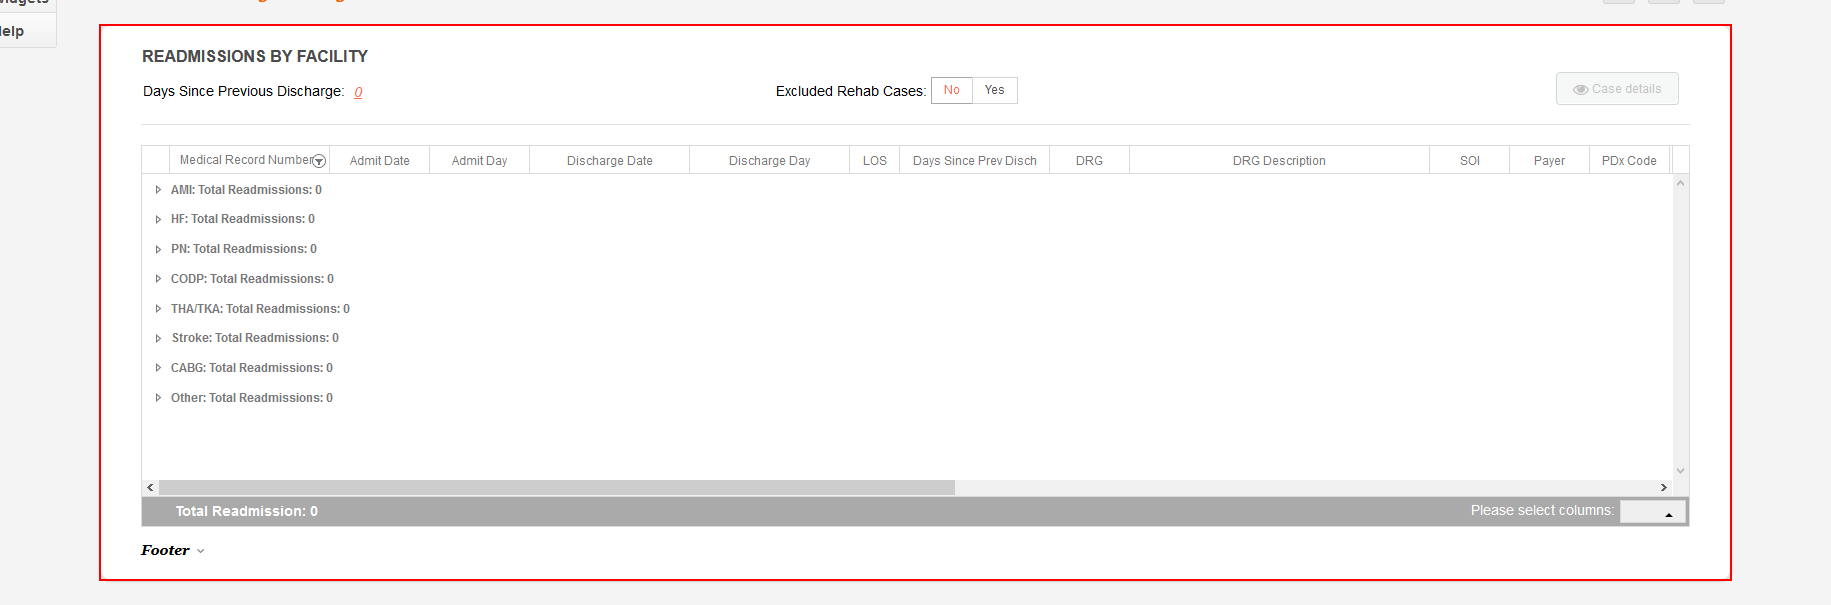 elp
READMISSIONS BY FACILITY
Days Since Previous Discharge: 0
Excluded Rehab Cases: No Yes
Case details
Medical Record Number Admit Date Admit Day Discharge Date Discharge Day LOS Days Since Prev Disch DRG DRG Description SOI Payer PDx Code
AMI: Total Readmissions: 0
HF: Total Readmissions: 0
PN: Total Readmissions: 0
CODP: Total Readmissions: 0
THA/TKA: Total Readmissions: 0
Stroke: Total Readmissions: 0
CABG: Total Readmissions: 0
Other: Total Readmissions: 0
Total Readmission: 0 Please select columns:
Footer